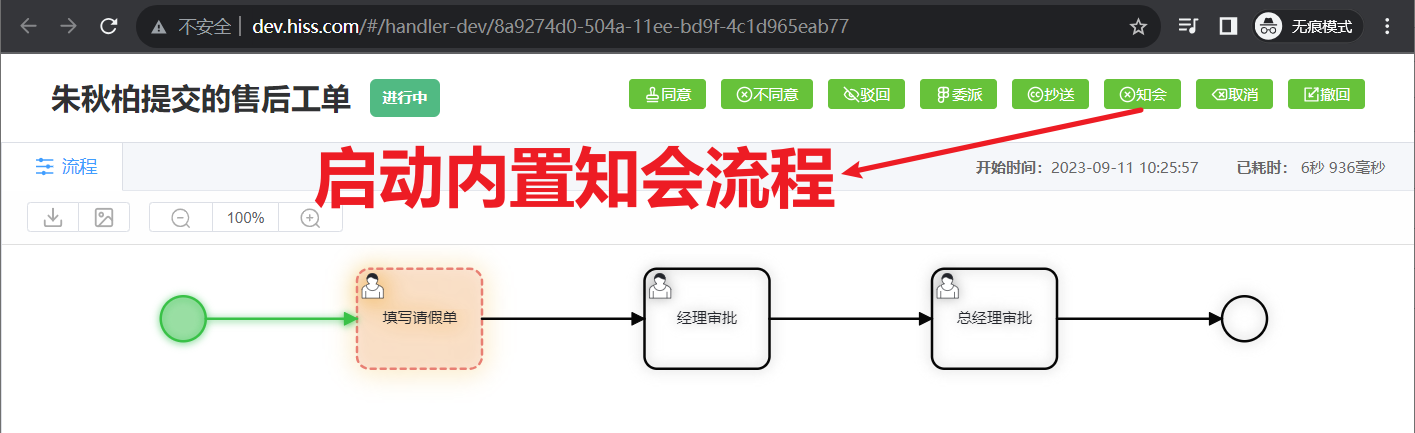 不安全 dev.hiss.com/#/handler-dev/8a9274d0-504a-11ee-bd9f-4c1d965eab77 无痕模式
朱秋柏提交的售后工单 进行中 同意 不同意 驳回 委派 抄送 知会 取消 撤回
流程 启动内置知会流程 开始时间：2023-09-11 10:25:57 已耗时： 6秒 936毫秒
100%
填写请假单 经理审批 总经理审批